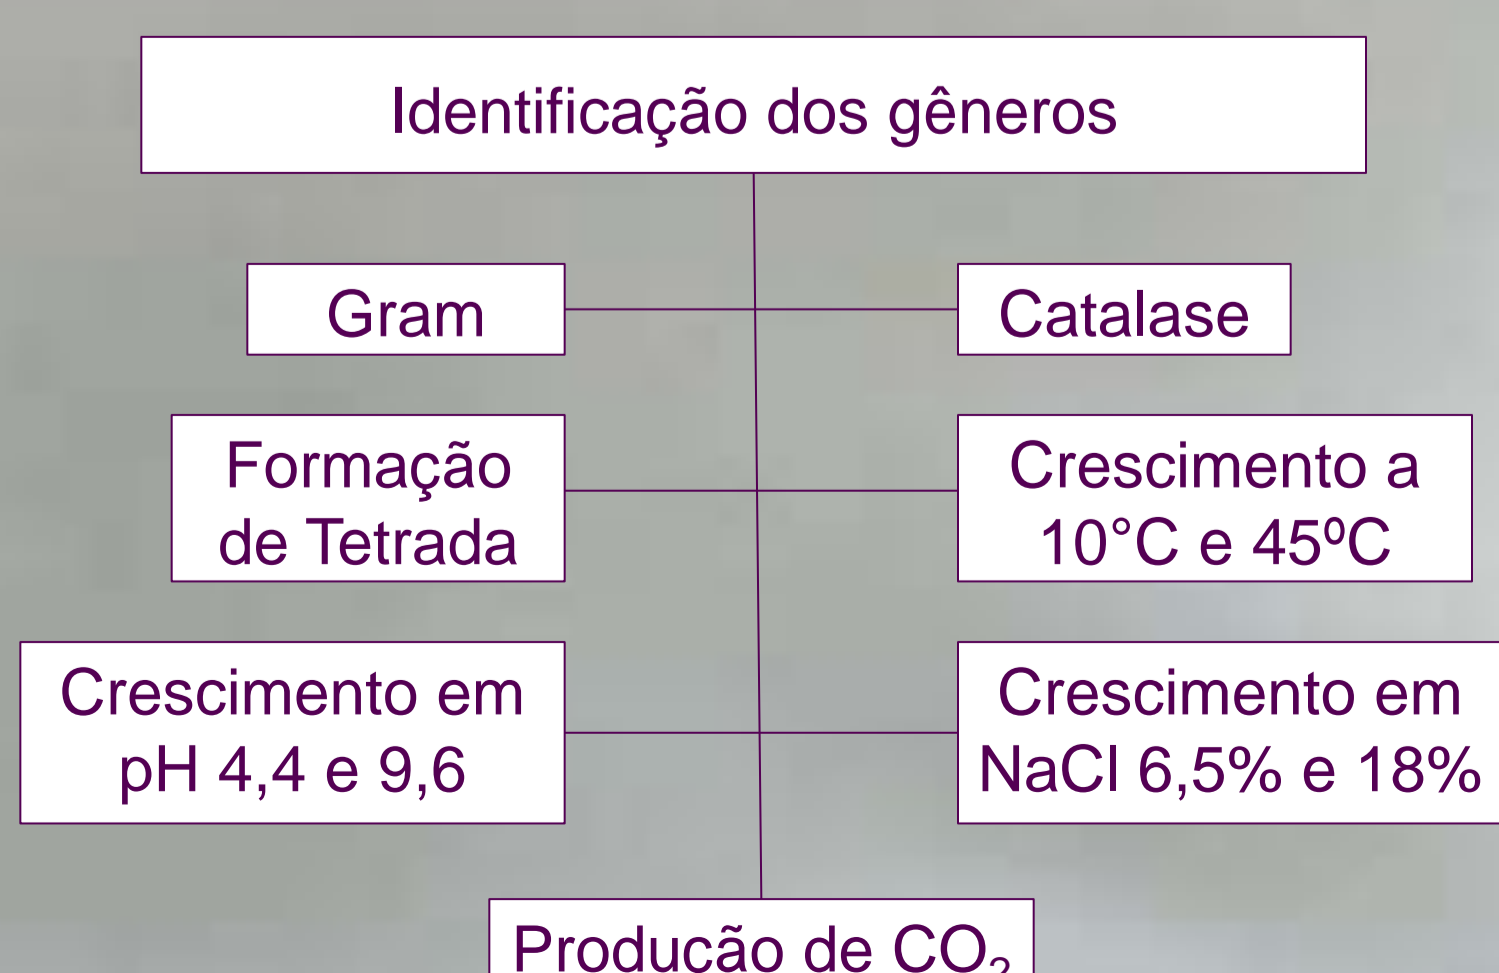 Identificação dos gêneros
Gram
Catalase
Formação
de Tetrada
Crescimento a
10°C e 45ºC
Crescimento em
pH 4,4 e 9,6
Crescimento em
NaCl 6,5% e 18%
Produção de CO₂